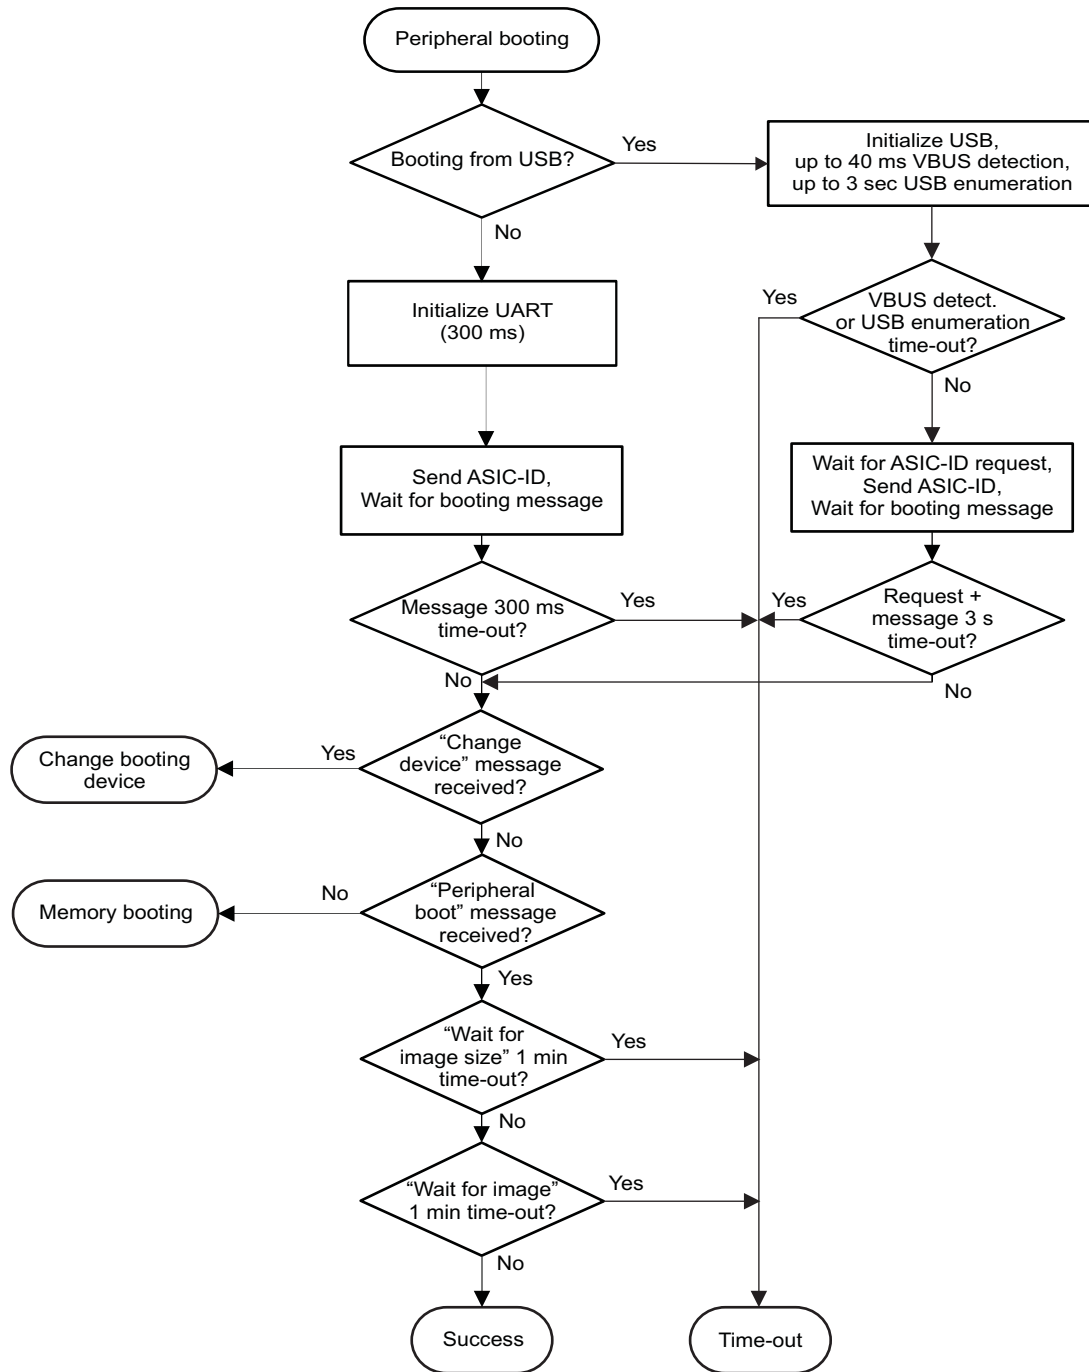 Peripheral booting
Booting from USB?
Yes
Initialize USB,
up to 40 ms VBUS detection,
up to 3 sec USB enumeration
No
Initialize UART
(300 ms)
Yes
VBUS detect.
or USB enumeration
time-out?
No
Send ASIC-ID,
Wait for booting message
Wait for ASIC-ID request,
Send ASIC-ID,
Wait for booting message
Message 300 ms
time-out?
Yes
Yes
Request +
message 3 s
time-out?
No
No
Change booting
device
Yes
“Change
device” message
received?
No
Memory booting
No
“Peripheral
boot” message
received?
Yes
“Wait for
image size” 1 min
time-out?
Yes
No
“Wait for image”
1 min time-out?
Yes
No
Success
Time-out